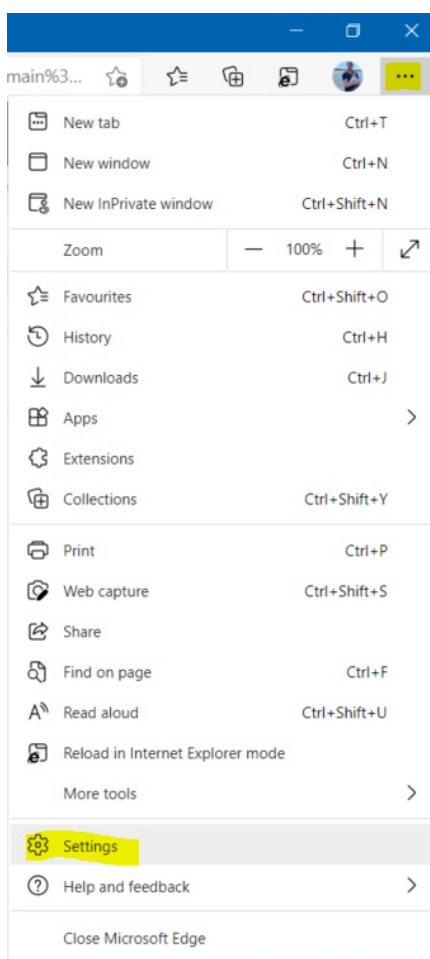 main%3...
New tab Ctrl+T
New window Ctrl+N
New InPrivate window Ctrl+Shift+N
Zoom — 100% +
Favourites Ctrl+Shift+O
History Ctrl+H
Downloads Ctrl+J
Apps
Extensions
Collections Ctrl+Shift+Y
Print Ctrl+P
Web capture Ctrl+Shift+S
Share
Find on page Ctrl+F
Read aloud Ctrl+Shift+U
Reload in Internet Explorer mode
More tools
Settings
Help and feedback
Close Microsoft Edge